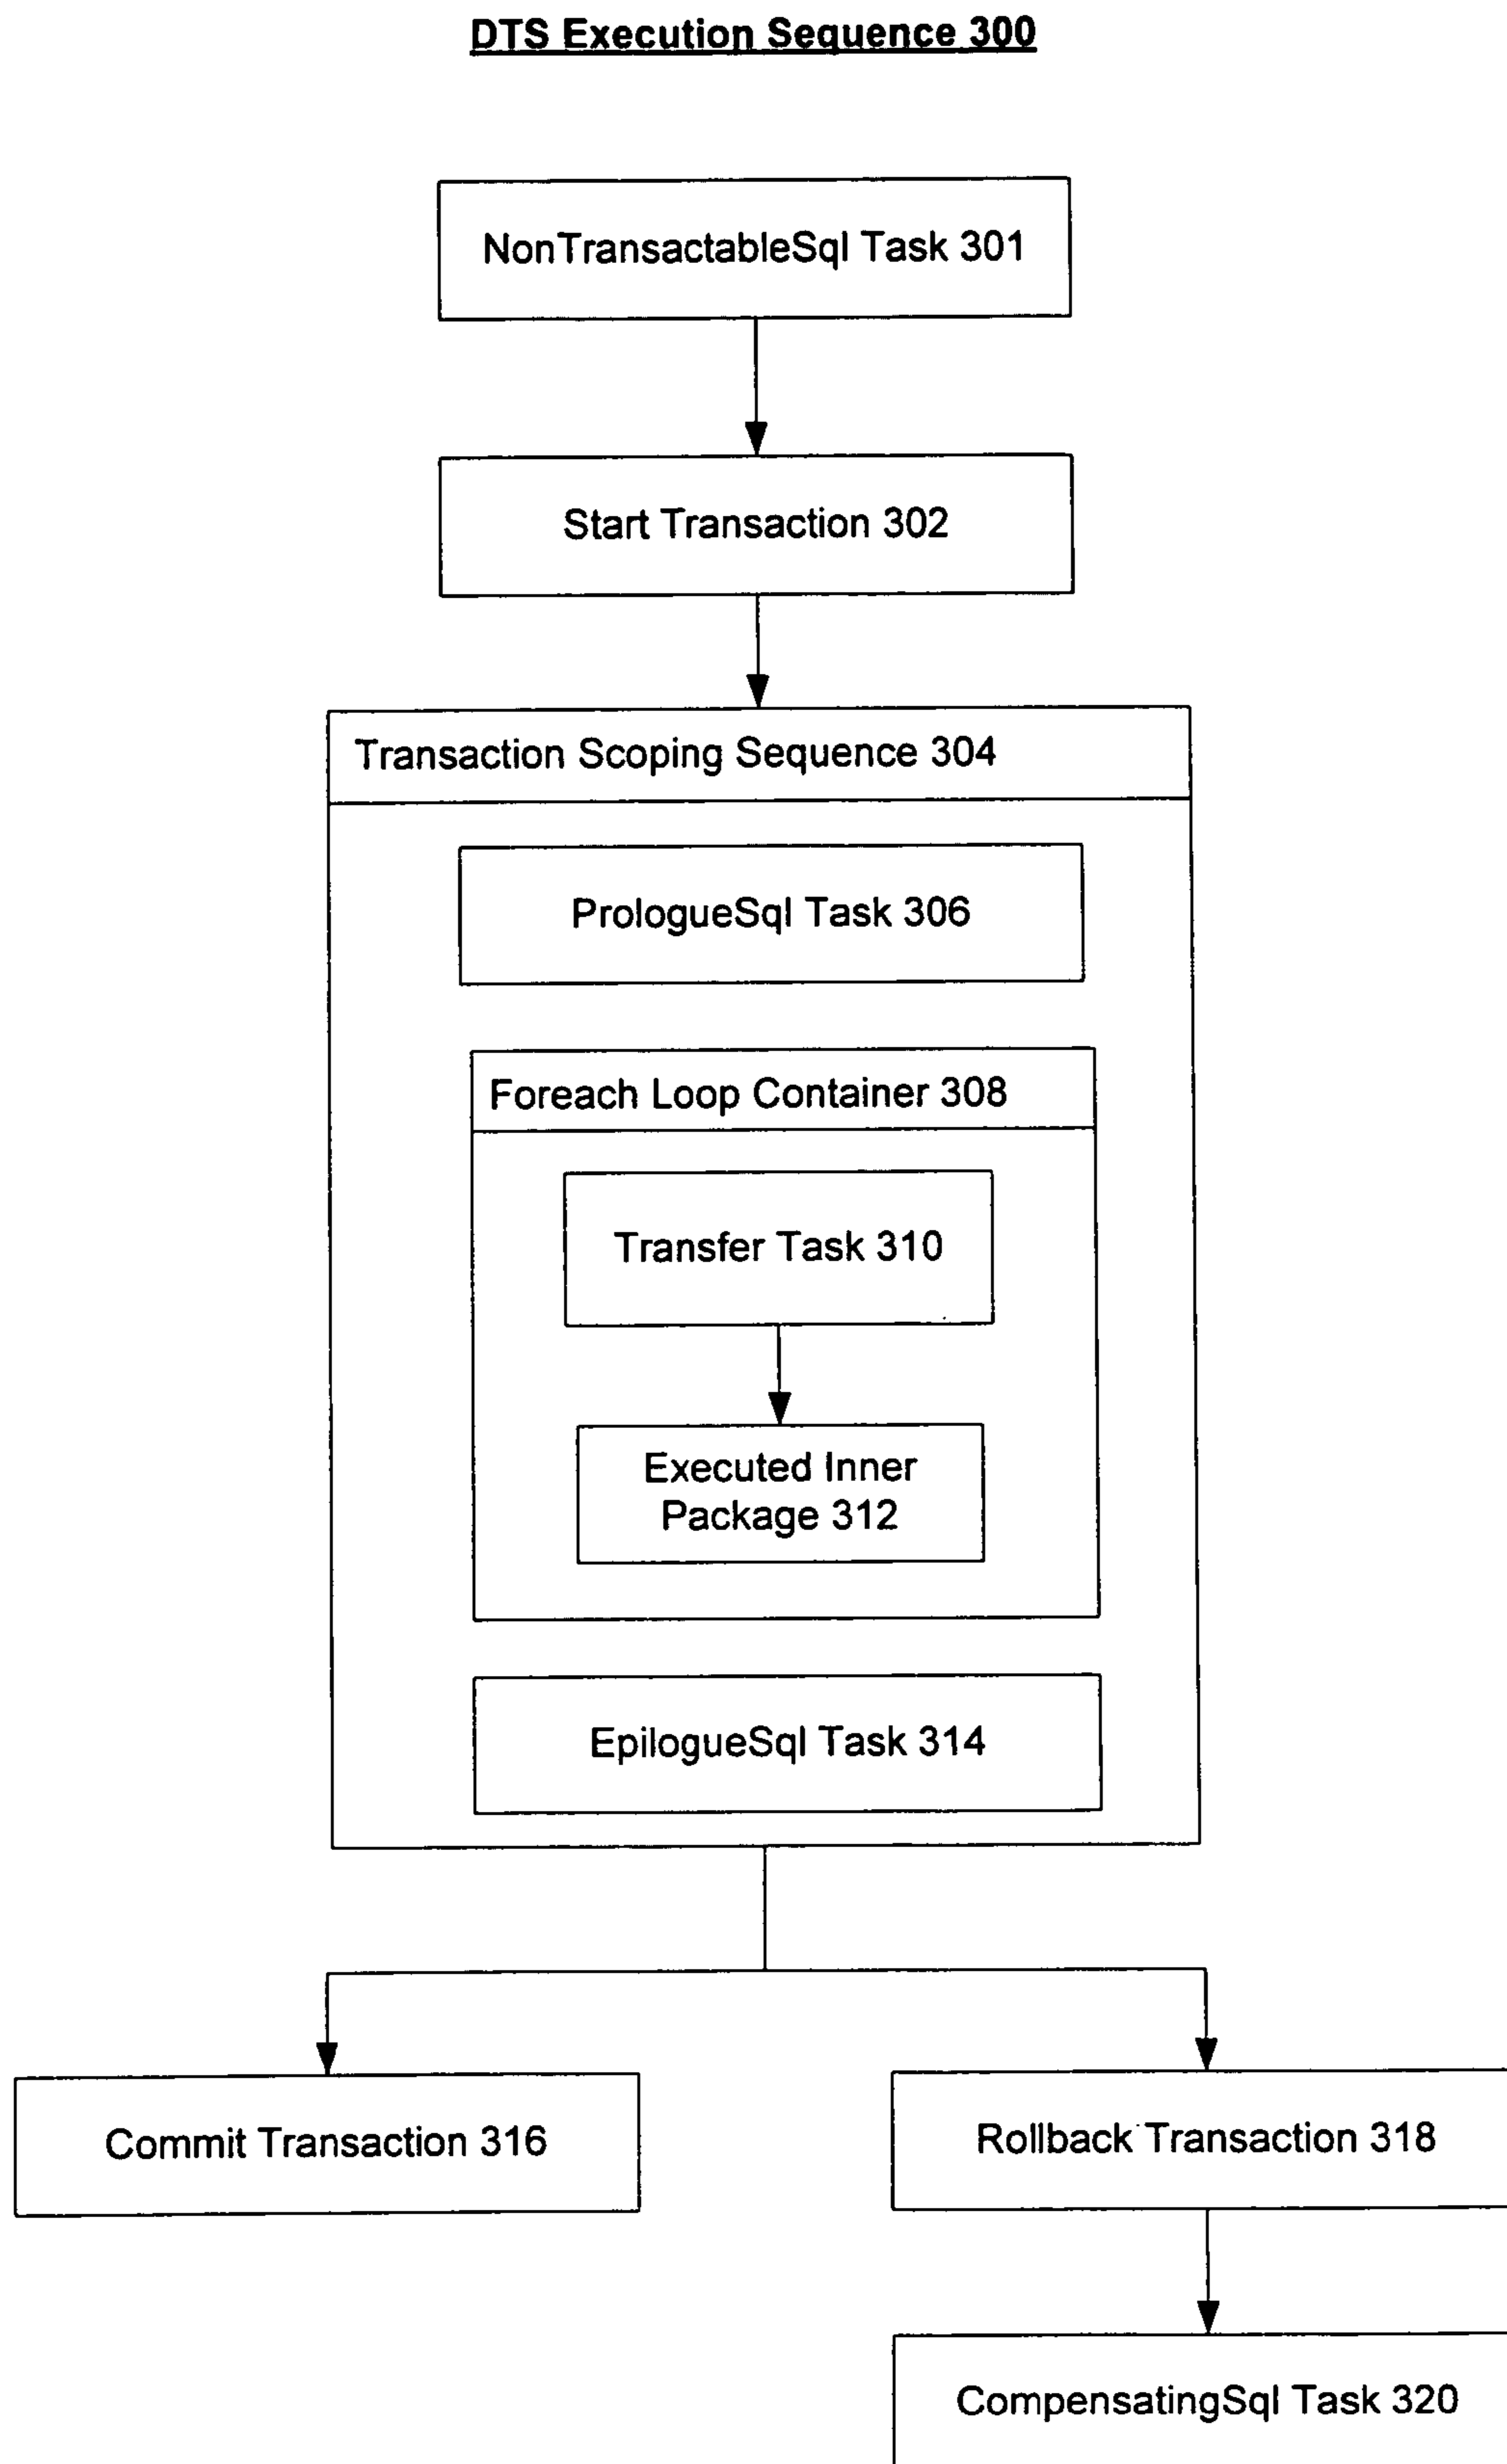 DTS Execution Sequence 300
NonTransactableSql Task 301
Start Transaction 302
Transaction Scoping Sequence 304
PrologueSql Task 306
Foreach Loop Container 308
Transfer Task 310
Executed Inner
Package 312
EpilogueSql Task 314
Commit Transaction 316
Rollback Transaction 318
CompensatingSql Task 320